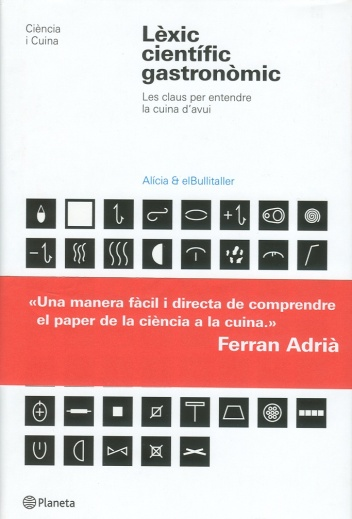 Ciència
i Cuina
Lèxic
científic
gastronòmic
Les claus per entendre
la cuina d'avui
Alícia & elBullitaller
«Una manera fàcil i directa de comprendre
el paper de la ciència a la cuina.»
Ferran Adrià
Planeta